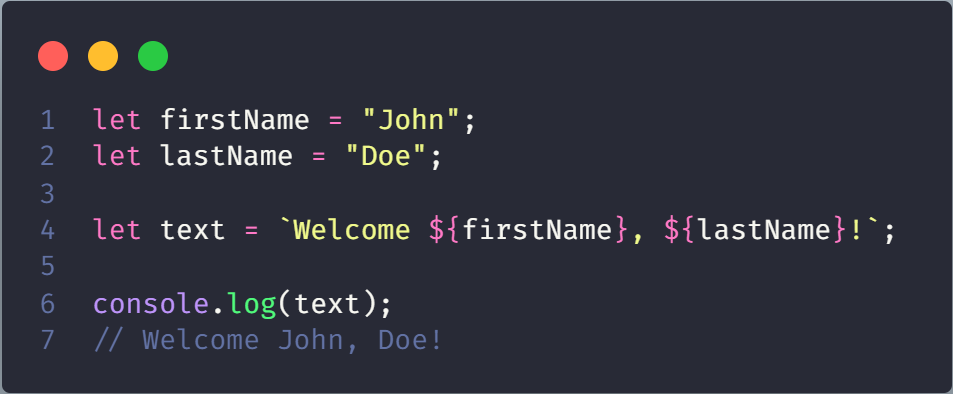 1 let firstName = "John";
2 let lastName = "Doe";
3
4 let text = `Welcome ${firstName}, ${lastName}!`;
5
6 console.log(text);
7 // Welcome John, Doe!